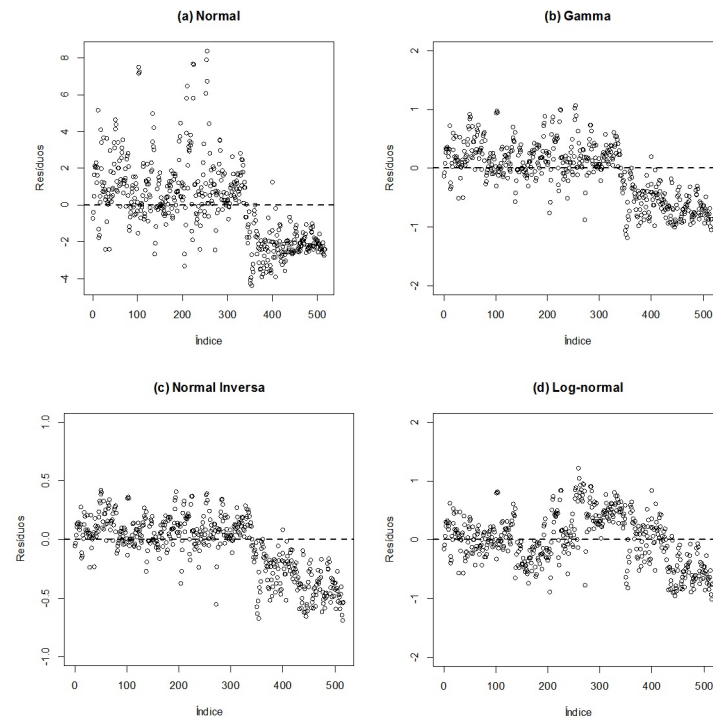 (a) Normal
Resíduos
8
6
4
2
0
-2
-4
0 100 200 300 400 500
Índice
(b) Gamma
Resíduos
2
1
0
-1
-2
0 100 200 300 400 500
Índice
(c) Normal Inversa
Resíduos
1.0
0.5
0.0
-0.5
-1.0
0 100 200 300 400 500
Índice
(d) Log-normal
Resíduos
2
1
0
-1
-2
0 100 200 300 400 500
Índice